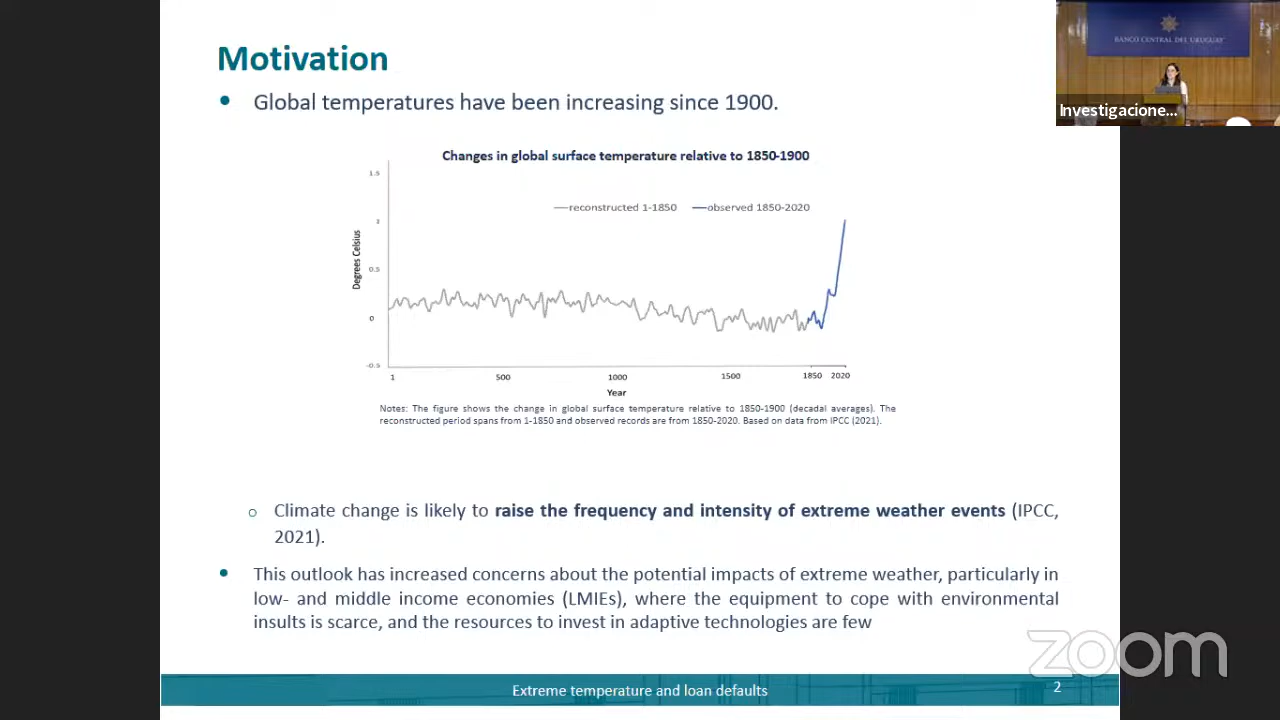 Motivation
BANCO CENTRAL DEL URUGUAY
Investigacione...
• Global temperatures have been increasing since 1900.
Changes in global surface temperature relative to 1850-1900
1.5
1
0.5
0
-0.5
Degrees Celsius
reconstructed 1-1850 observed 1850-2020
1 500 1000 1500 1850 2020
Year
Notes: The figure shows the change in global surface temperature relative to 1850-1900 (decadal averages). The
reconstructed period spans from 1-1850 and observed records are from 1850-2020. Based on data from IPCC (2021).
o Climate change is likely to raise the frequency and intensity of extreme weather events (IPCC,
2021).
• This outlook has increased concerns about the potential impacts of extreme weather, particularly in
low- and middle income economies (LMIEs), where the equipment to cope with environmental
insults is scarce, and the resources to invest in adaptive technologies are few
zoom
Extreme temperature and loan defaults
2